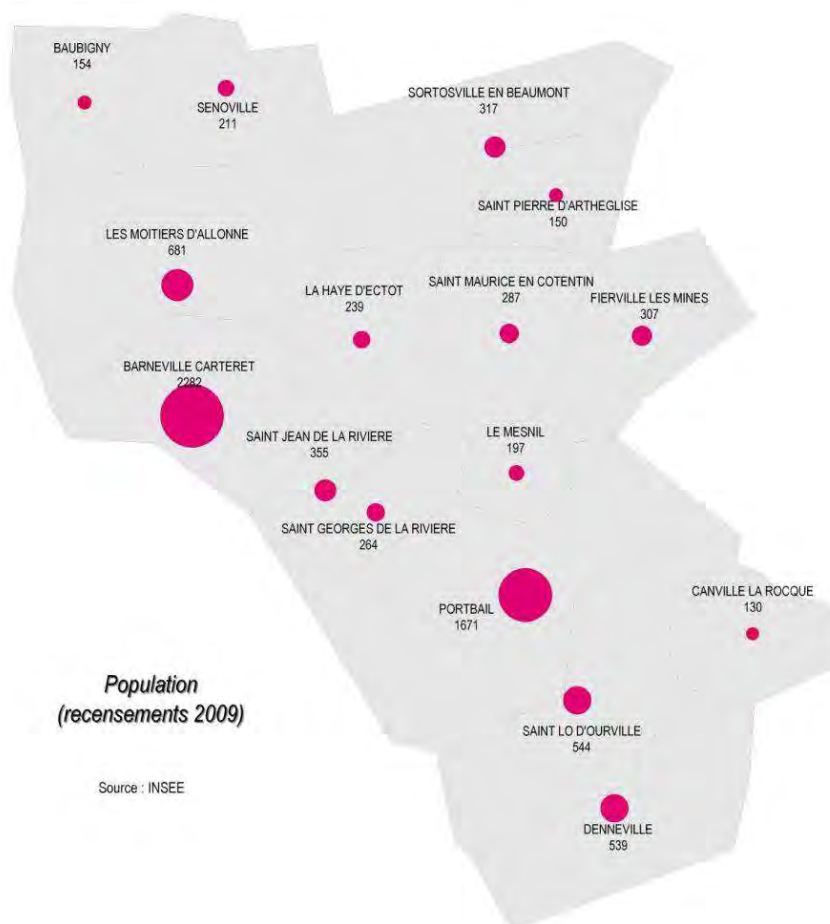 BAUBIGNY
154
SENOVILLE
211
SORTOSVILLE EN BEAUMONT
317
SAINT PIERRE D'ARTHEGLISE
150
LES MOITIERS D'ALLONNE
681
LA HAYE D'ECTOT
239
SAINT MAURICE EN COTENTIN
287
FIERVILLE LES MINES
307
BARNEVILLE CARTERET
2282
SAINT JEAN DE LA RIVIERE
355
LE MESNIL
197
SAINT GEORGES DE LA RIVIERE
264
PORTBAIL
1671
CANVILLE LA ROCQUE
130
Population
(recensements 2009)
SAINT LO D'OURVILLE
544
Source : INSEE
DENNEVILLE
539